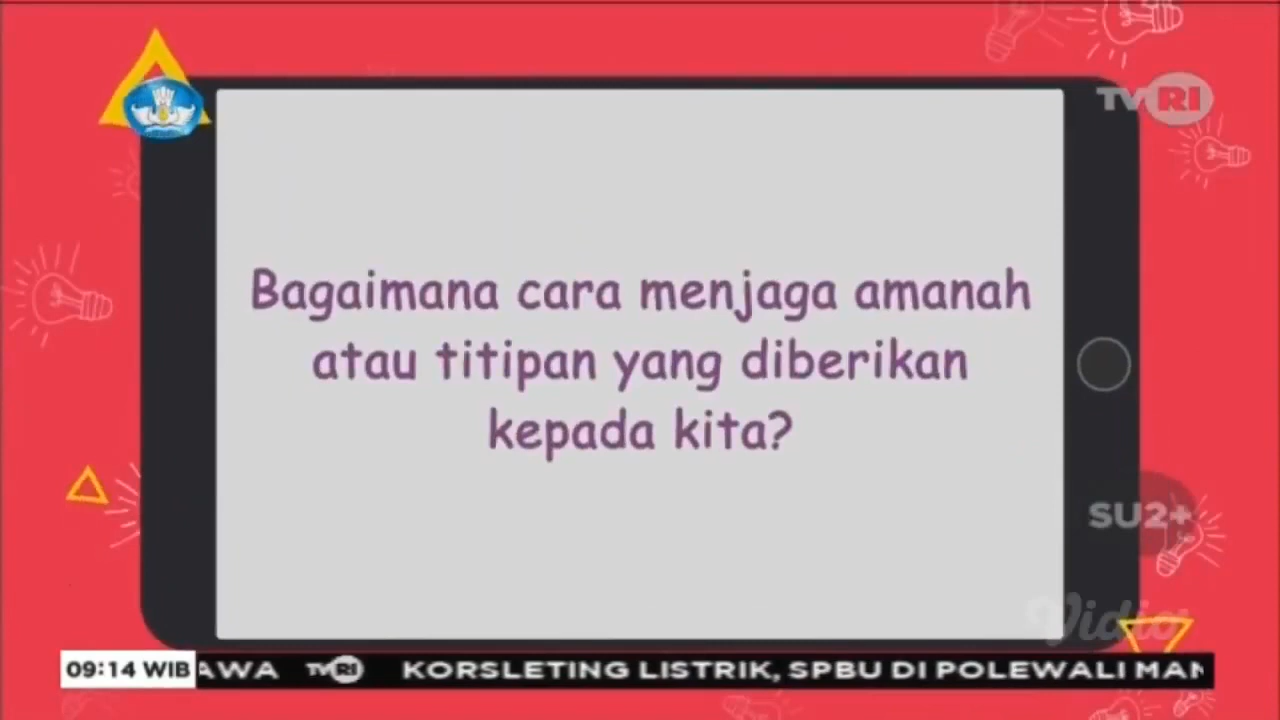 TVRI
Bagaimana cara menjaga amanah
atau titipan yang diberikan
kepada kita?
SU2+
Vidio
09:14 WIB AWA TVRI KORSLETING LISTRIK, SPBU DI POLEWALI MAN